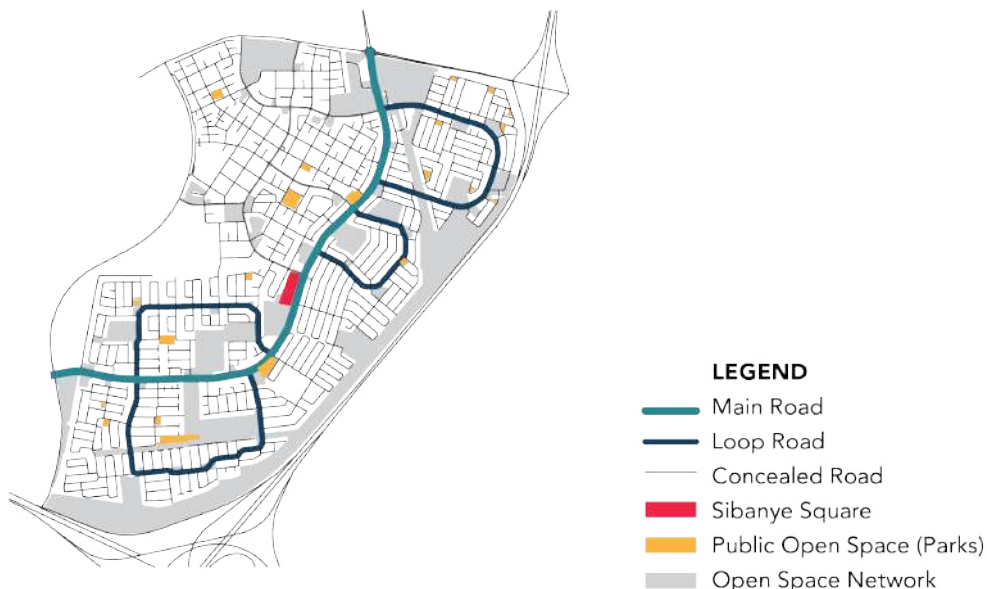 LEGEND
Main Road
Loop Road
Concealed Road
Sibanye Square
Public Open Space (Parks)
Open Space Network